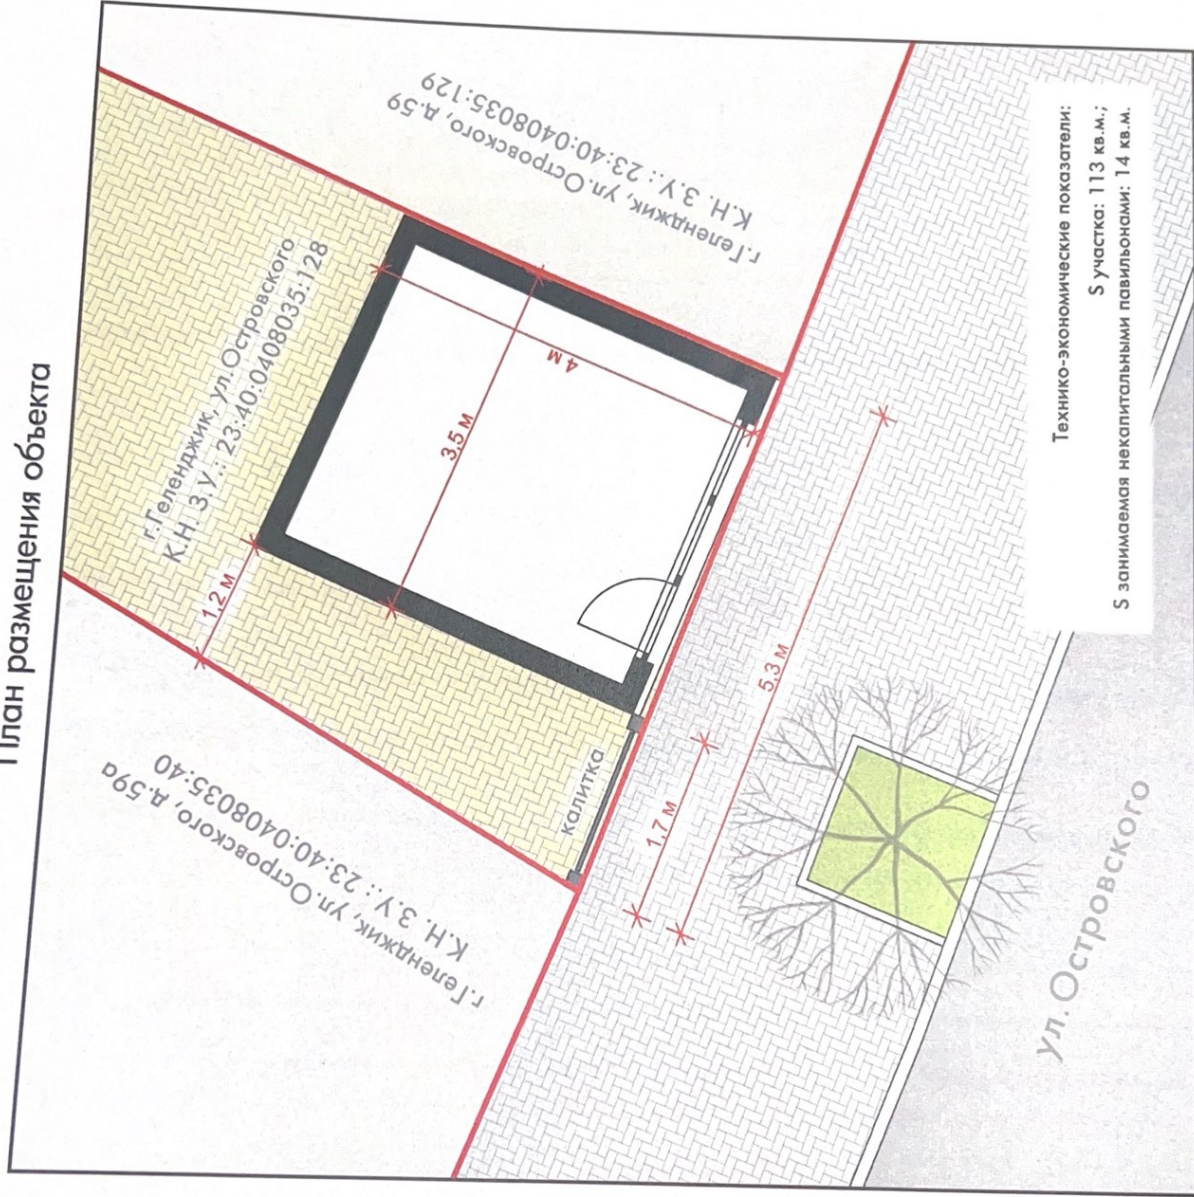 План размещения объекта
г.Геленджик, ул.Островского, д.59а
К.Н. З.У.: 23:40:0408035:40
г.Геленджик, ул.Островского
К.Н. З.У.: 23:40:0408035:128
г.Геленджик, ул.Островского, д.59
К.Н. З.У.: 23:40:0408035:129
1,2 м
3,5 м
4 м
калитка
1,7 м
5,3 м
ул. Островского
Технико-экономические показатели:
S участка: 113 кв.м.;
S занимаемая некапитальными павильонами: 14 кв.м.